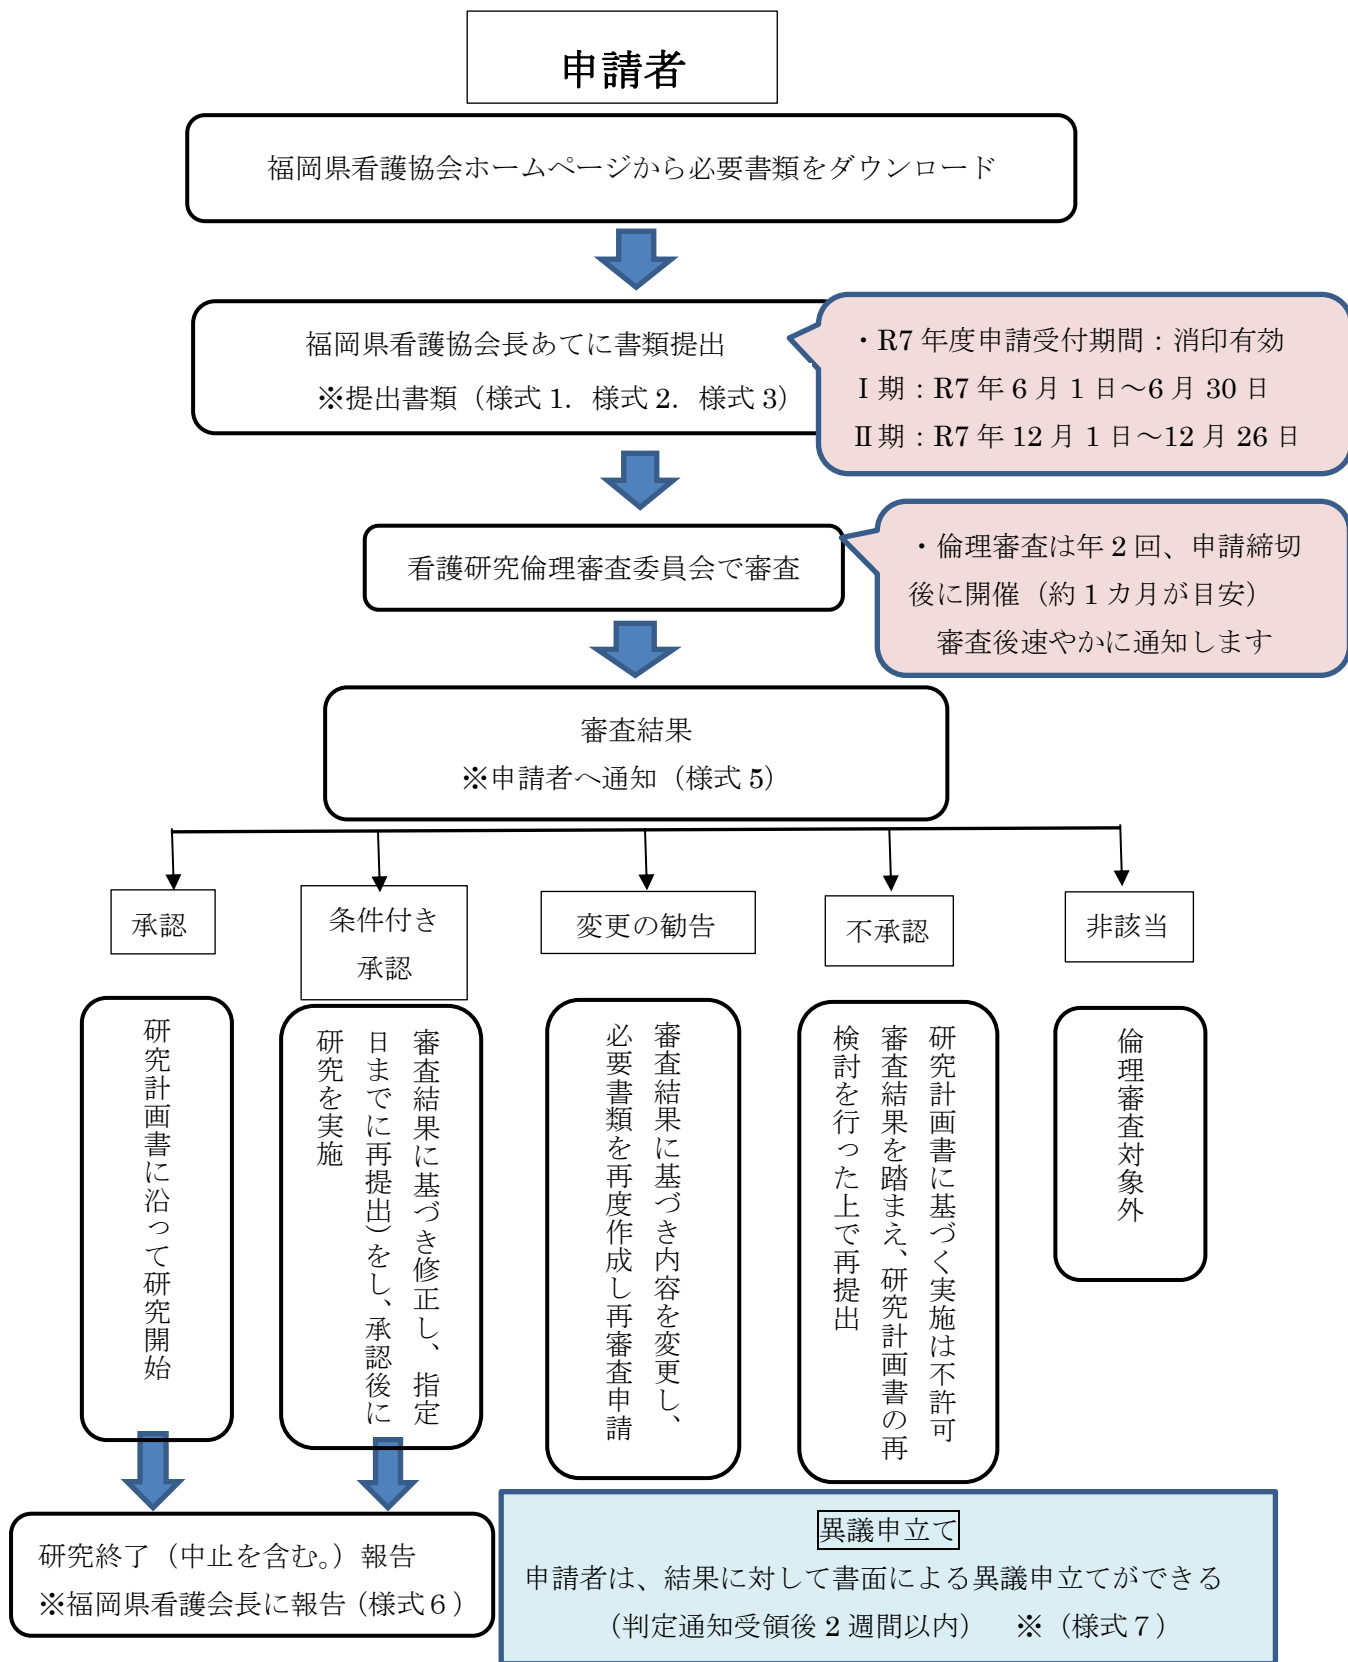 申請者
福岡県看護協会ホームページから必要書類をダウンロード
福岡県看護協会長あてに書類提出
※提出書類（様式1．様式2．様式3）
・R7年度申請受付期間：消印有効
Ⅰ期：R7年6月1日～6月30日
Ⅱ期：R7年12月1日～12月26日
看護研究倫理審査委員会で審査
・倫理審査は年2回、申請締切
後に開催（約1カ月が目安）
審査後速やかに通知します
審査結果
※申請者へ通知（様式5）
承認
条件付き
承認
変更の勧告
不承認
非該当
研究計画書に沿って研究開始
審査結果に基づき修正し、指定
日までに再提出）をし、承認後に
研究を実施
審査結果に基づき内容を変更し、
必要書類を再度作成し再審査申請
研究計画書に基づく実施は不許可
審査結果を踏まえ、研究計画書の再
検討を行った上で再提出
倫理審査対象外
研究終了（中止を含む。）報告
※福岡県看護会長に報告（様式６）
異議申立て
申請者は、結果に対して書面による異議申立てができる
（判定通知受領後2週間以内）　※（様式７）